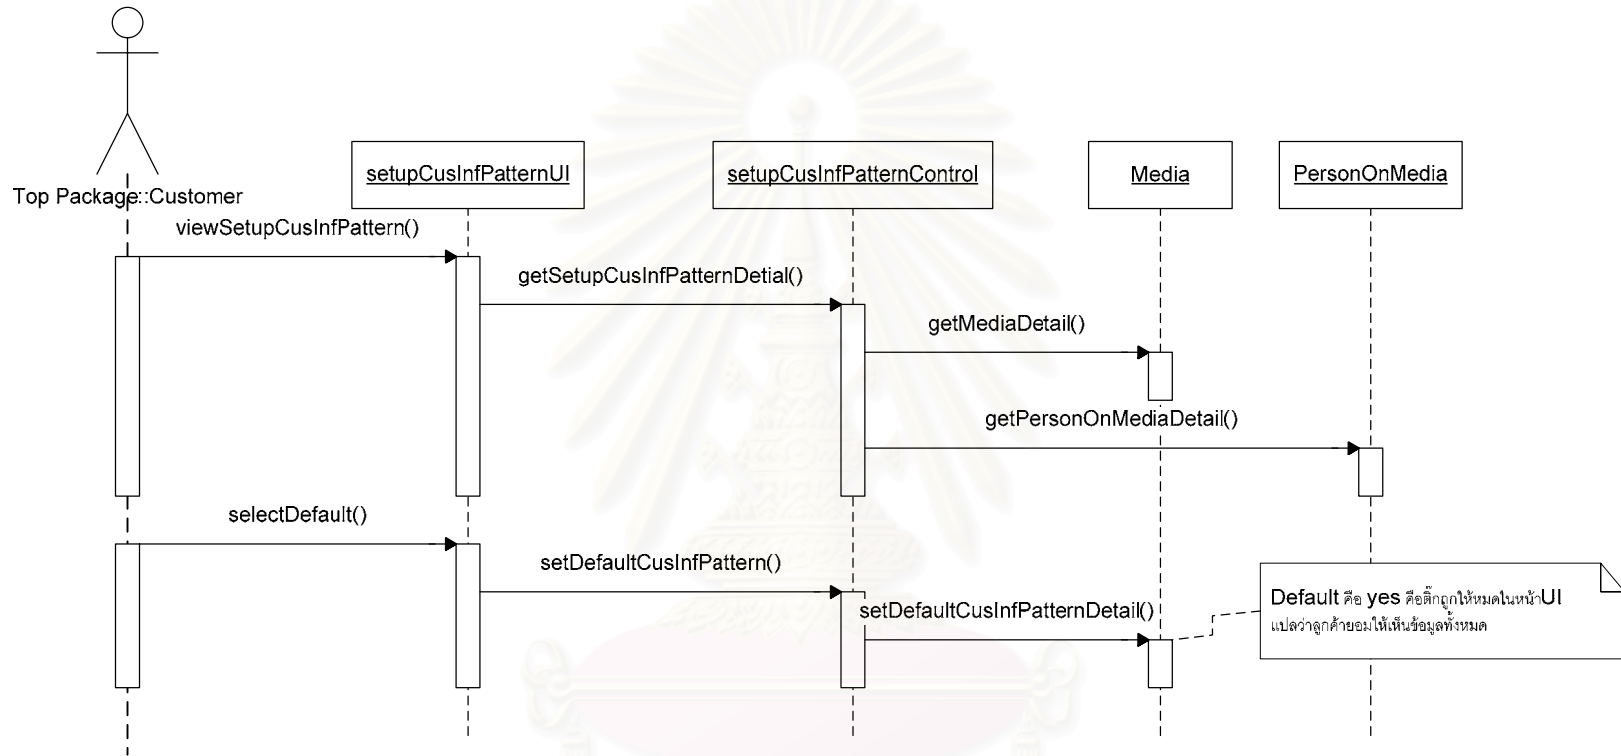 setupCusInfPatternUI
setupCusInfPatternControl
Media
PersonOnMedia
Top Package::Customer
viewSetupCusInfPattern()
getSetupCusInfPatternDetial()
getMediaDetail()
getPersonOnMediaDetail()
selectDefault()
setDefaultCusInfPattern()
setDefaultCusInfPatternDetail()
Default คือ yes คือติ๊กถูกให้หมดในหน้าUI
แปลว่าลูกค้ายอมให้เห็นข้อมูลทั้งหมด